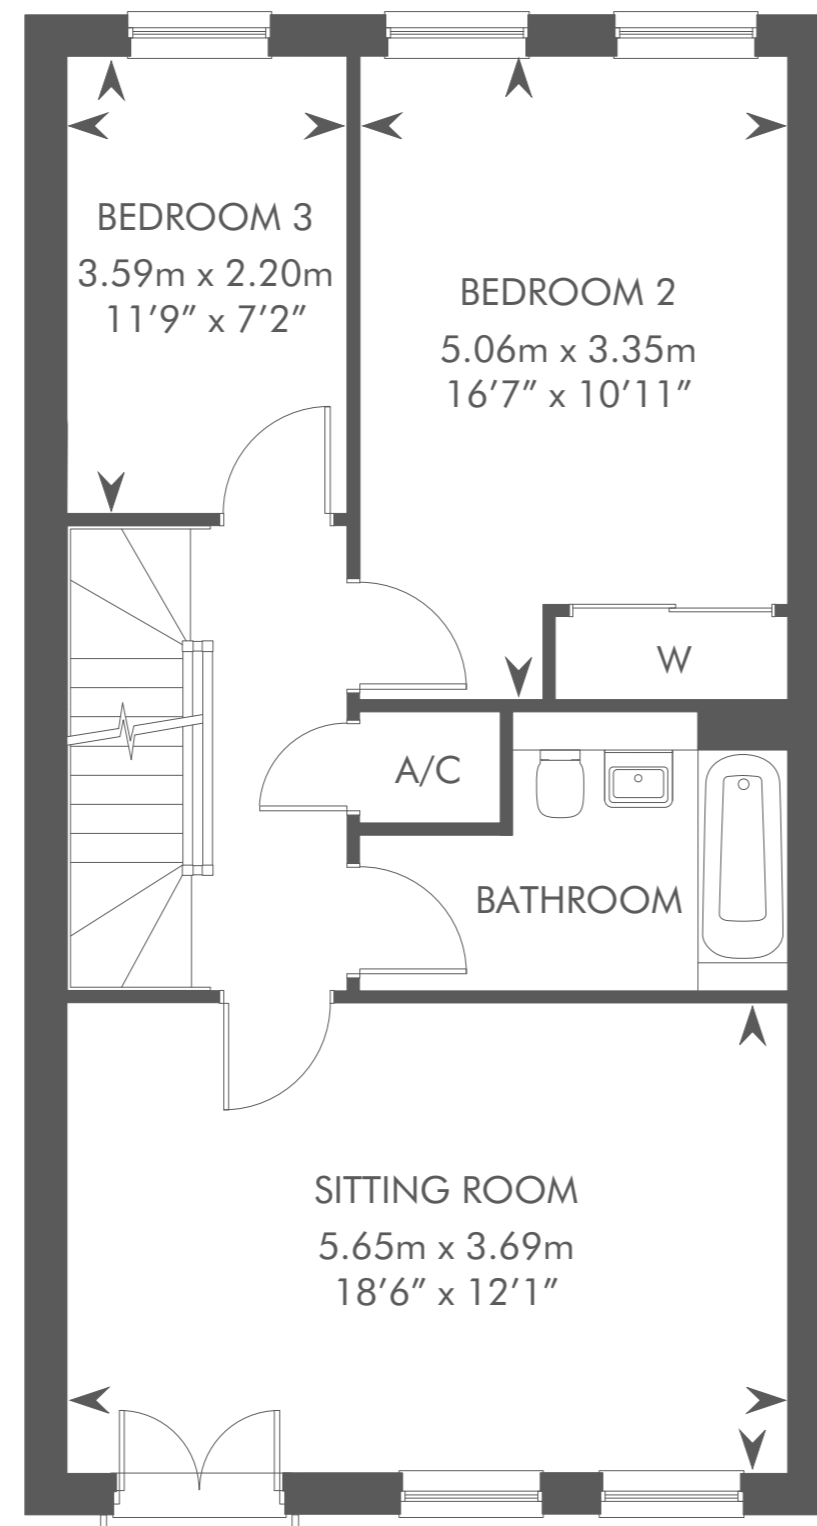 BEDROOM 3
3.59m x 2.20m
11’9” x 7’2”
BEDROOM 2
5.06m x 3.35m
16’7” x 10’11”
W
A/C
BATHROOM
SITTING ROOM
5.65m x 3.69m
18’6” x 12’1”